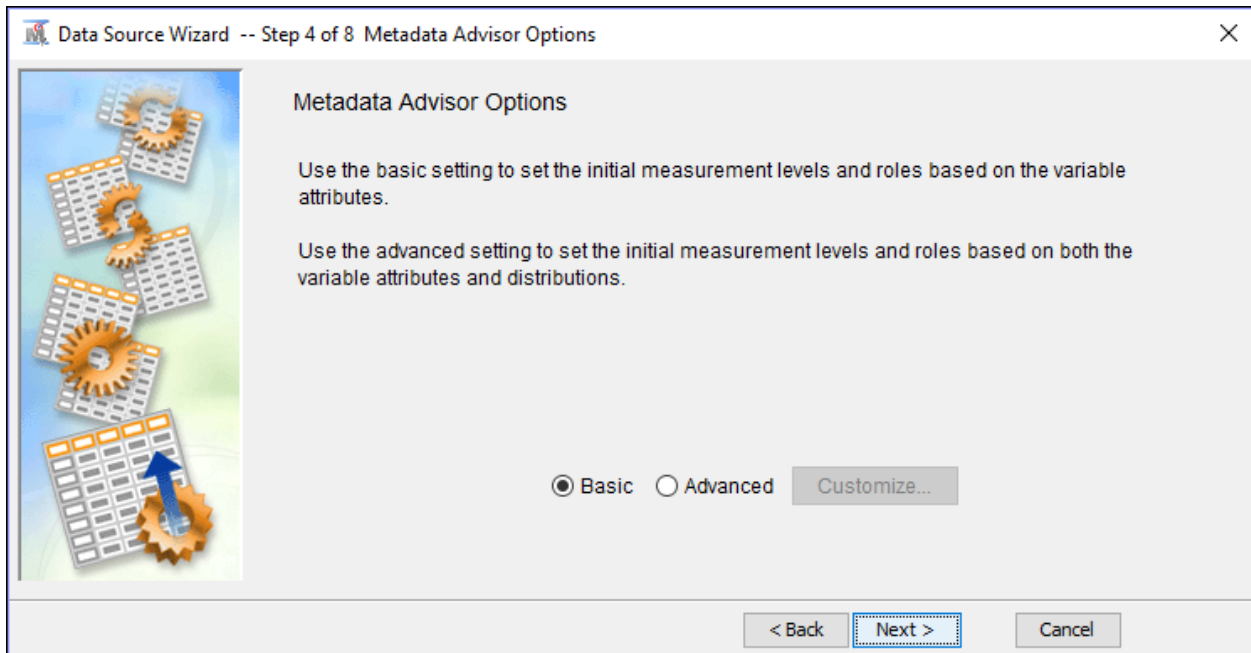 Data Source Wizard -- Step 4 of 8 Metadata Advisor Options
Metadata Advisor Options
Use the basic setting to set the initial measurement levels and roles based on the variable
attributes.
Use the advanced setting to set the initial measurement levels and roles based on both the
variable attributes and distributions.
Basic Advanced Customize...
< Back Next > Cancel